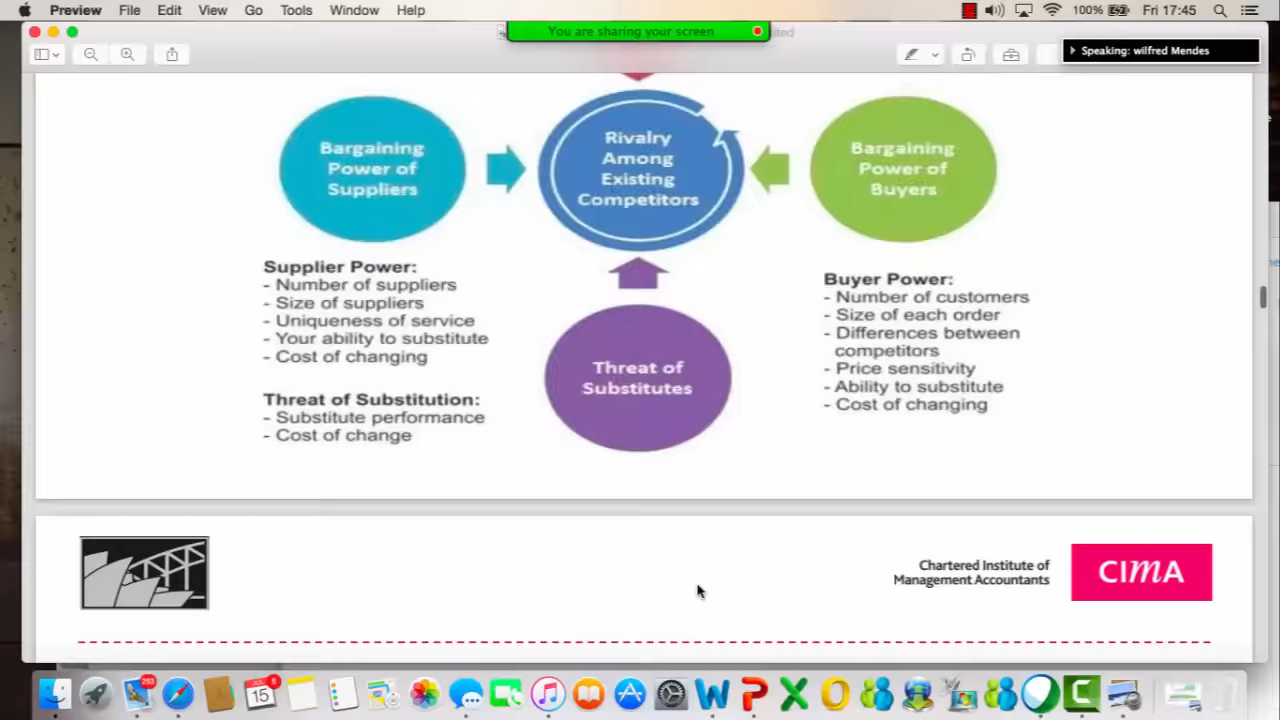 Preview File Edit View Go Tools Window Help 100% Fri 17:45
You are sharing your screen
Speaking: wilfred Mendes
Bargaining
Power of
Suppliers
Rivalry
Among
Existing
Competitors
Bargaining
Power of
Buyers
Supplier Power:
- Number of suppliers
- Size of suppliers
- Uniqueness of service
- Your ability to substitute
- Cost of changing
Threat of Substitution:
- Substitute performance
- Cost of change
Threat of
Substitutes
Buyer Power:
- Number of customers
- Size of each order
- Differences between
competitors
- Price sensitivity
- Ability to substitute
- Cost of changing
Chartered Institute of
Management Accountants
CIMA
253
15
8